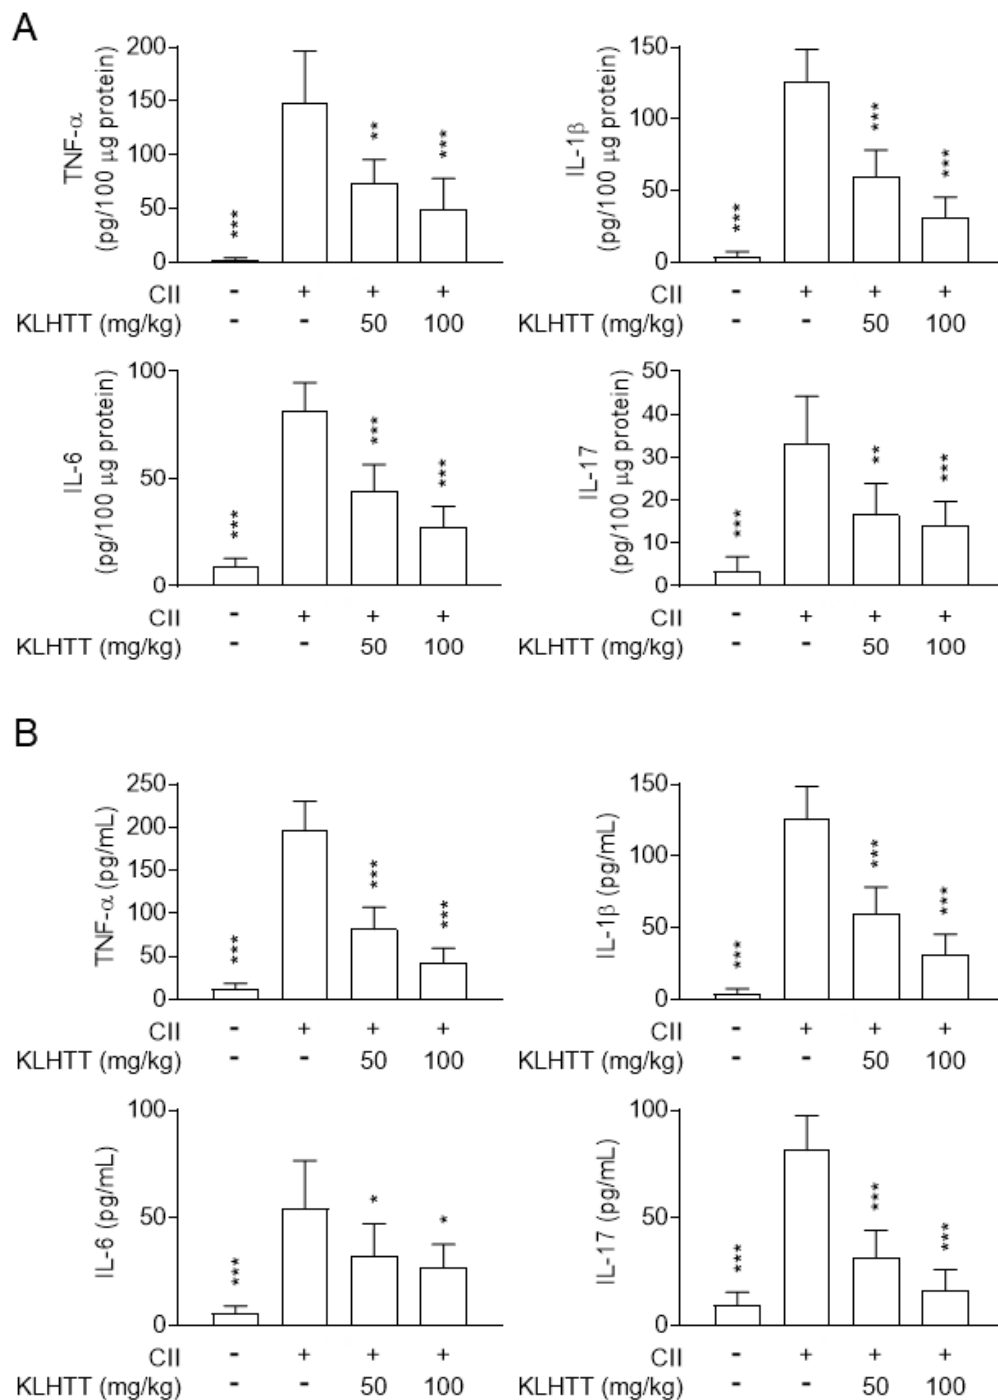 A
TNF-α
(pg/100 µg protein)
200
150
100
50
0
***
**
***
CII - + + +
KLHTT (mg/kg) - - 50 100
IL-1β
(pg/100 µg protein)
150
100
50
0
***
***
***
CII - + + +
KLHTT (mg/kg) - - 50 100
IL-6
(pg/100 µg protein)
100
50
0
***
***
***
CII - + + +
KLHTT (mg/kg) - - 50 100
IL-17
(pg/100 µg protein)
50
40
30
20
10
0
***
**
***
CII - + + +
KLHTT (mg/kg) - - 50 100
B
TNF-α (pg/mL)
250
200
150
100
50
0
***
***
***
CII - + + +
KLHTT (mg/kg) - - 50 100
IL-1β (pg/mL)
150
100
50
0
***
***
***
CII - + + +
KLHTT (mg/kg) - - 50 100
IL-6 (pg/mL)
100
50
0
***
*
*
CII - + + +
KLHTT (mg/kg) - - 50 100
IL-17 (pg/mL)
100
50
0
***
***
***
CII - + + +
KLHTT (mg/kg) - - 50 100